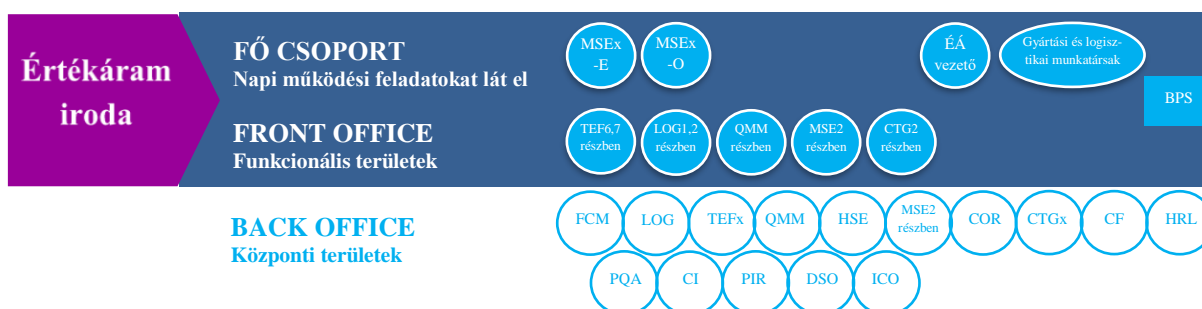 Értékáram
iroda
FŐ CSOPORT
Napi működési feladatokat lát el
MSEx
-E
MSEx
-O
ÉÁ
vezető
Gyártási és logisz-
tikai munkatársak
BPS
FRONT OFFICE
Funkcionális területek
TEF6,7
részben
LOG1,2
részben
QMM
részben
MSE2
részben
CTG2
részben
BACK OFFICE
Központi területek
FCM
LOG
TEFx
QMM
HSE
MSE2
részben
COR
CTGx
CF
HRL
PQA
CI
PIR
DSO
ICO